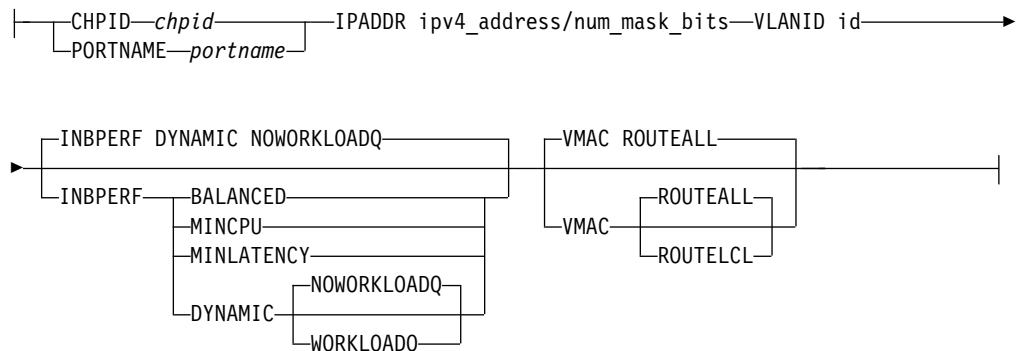 CHPID chpid IPADDR ipv4_address/num_mask_bits VLANID id
PORTNAME portname
INBPERF DYNAMIC NOWORKLOADQ VMAC ROUTEALL
INBPERF BALANCED ROUTEALL
MINCPU VMAC
MINLATENCY ROUTELCL
NOWORKLOADQ
DYNAMIC
WORKLOADQ